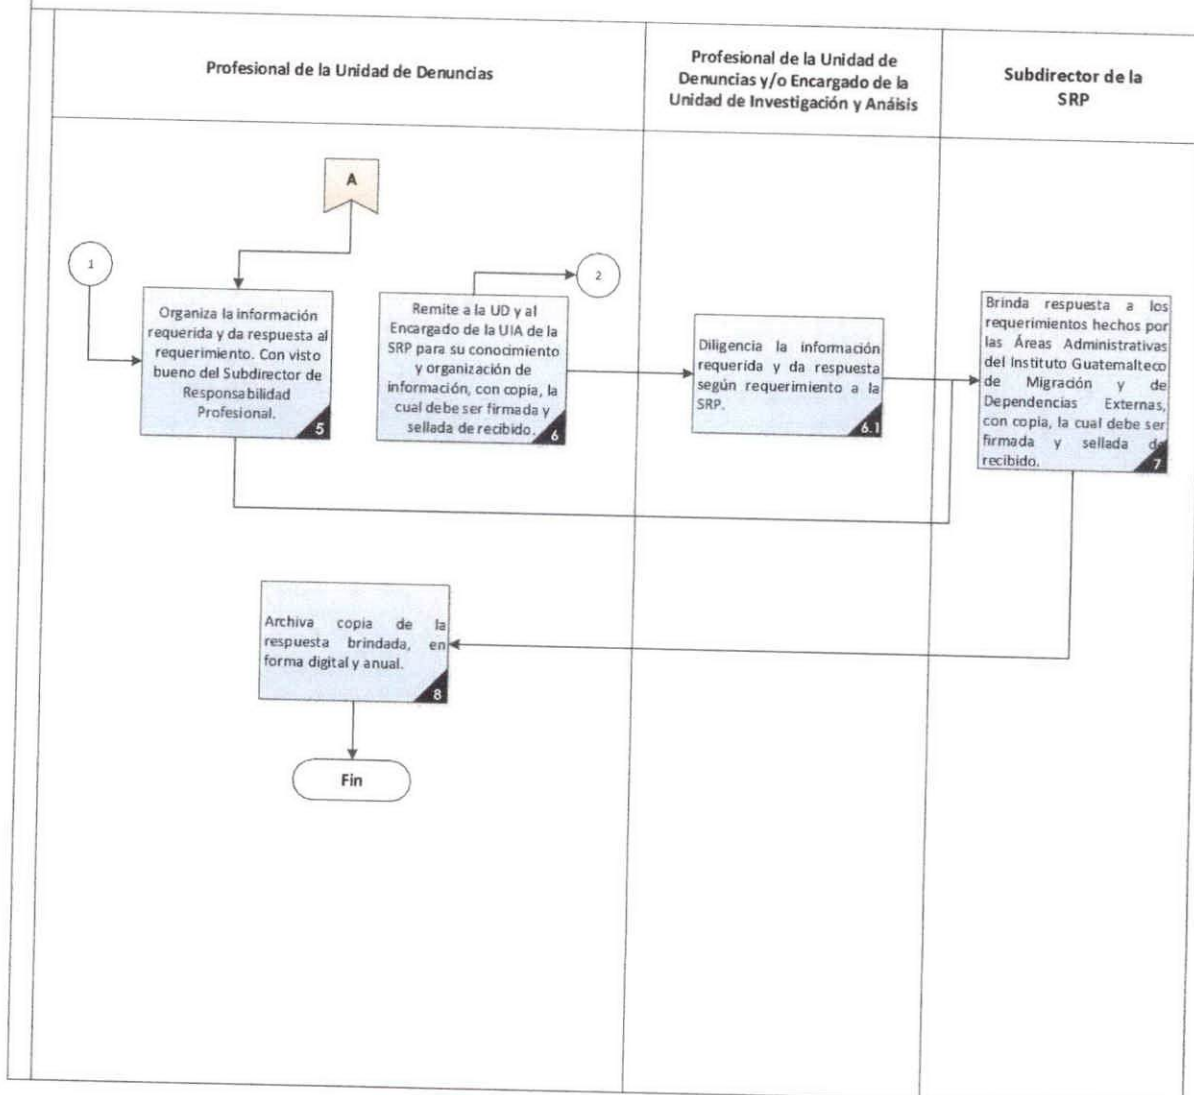 Profesional de la Unidad de Denuncias
Profesional de la Unidad de
Denuncias y/o Encargado de la
Unidad de Investigación y Anáisis
Subdirector de la
SRP
A
1
Organiza la información
requerida y da respuesta al
requerimiento. Con visto
bueno del Subdirector de
Responsabilidad
Profesional.
5
Remite a la UD y al
Encargado de la UIA de la
SRP para su conocimiento
y organización de
información, con copia, la
cual debe ser firmada y
sellada de recibido.
6
2
Diligencia la información
requerida y da respuesta
según requerimiento a la
SRP.
6.1
Brinda respuesta a los
requerimientos hechos por
las Áreas Administrativas
del Instituto Guatemalteco
de Migración y de
Dependencias Externas,
con copia, la cual debe ser
firmada y sellada de
recibido.
7
Archiva copia de la
respuesta brindada, en
forma digital y anual.
8
Fin